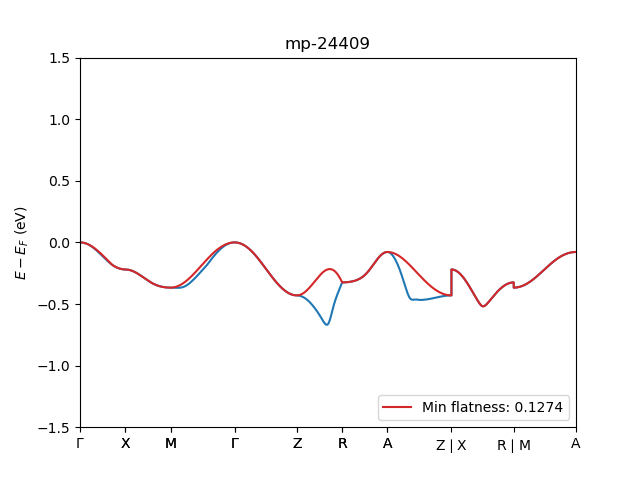 mp-24409
1.5
1.0
0.5
0.0
−0.5
−1.0
−1.5
E − E_F (eV)
Min flatness: 0.1274
Γ X M Γ Z R A Z | X R | M A